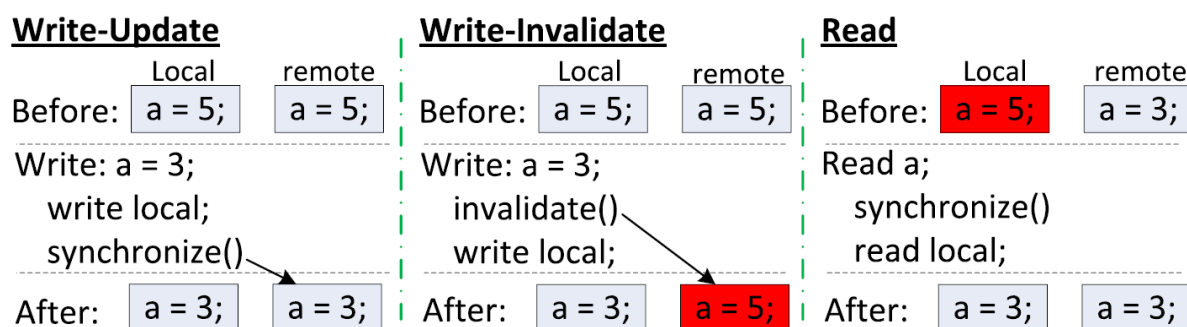 Write-Update
Local remote
Before: a = 5; a = 5;
Write: a = 3;
write local;
synchronize()
After: a = 3; a = 3;
Write-Invalidate
Local remote
Before: a = 5; a = 5;
Write: a = 3;
invalidate()
write local;
After: a = 3; a = 5;
Read
Local remote
Before: a = 5; a = 3;
Read a;
synchronize()
read local;
After: a = 3; a = 3;